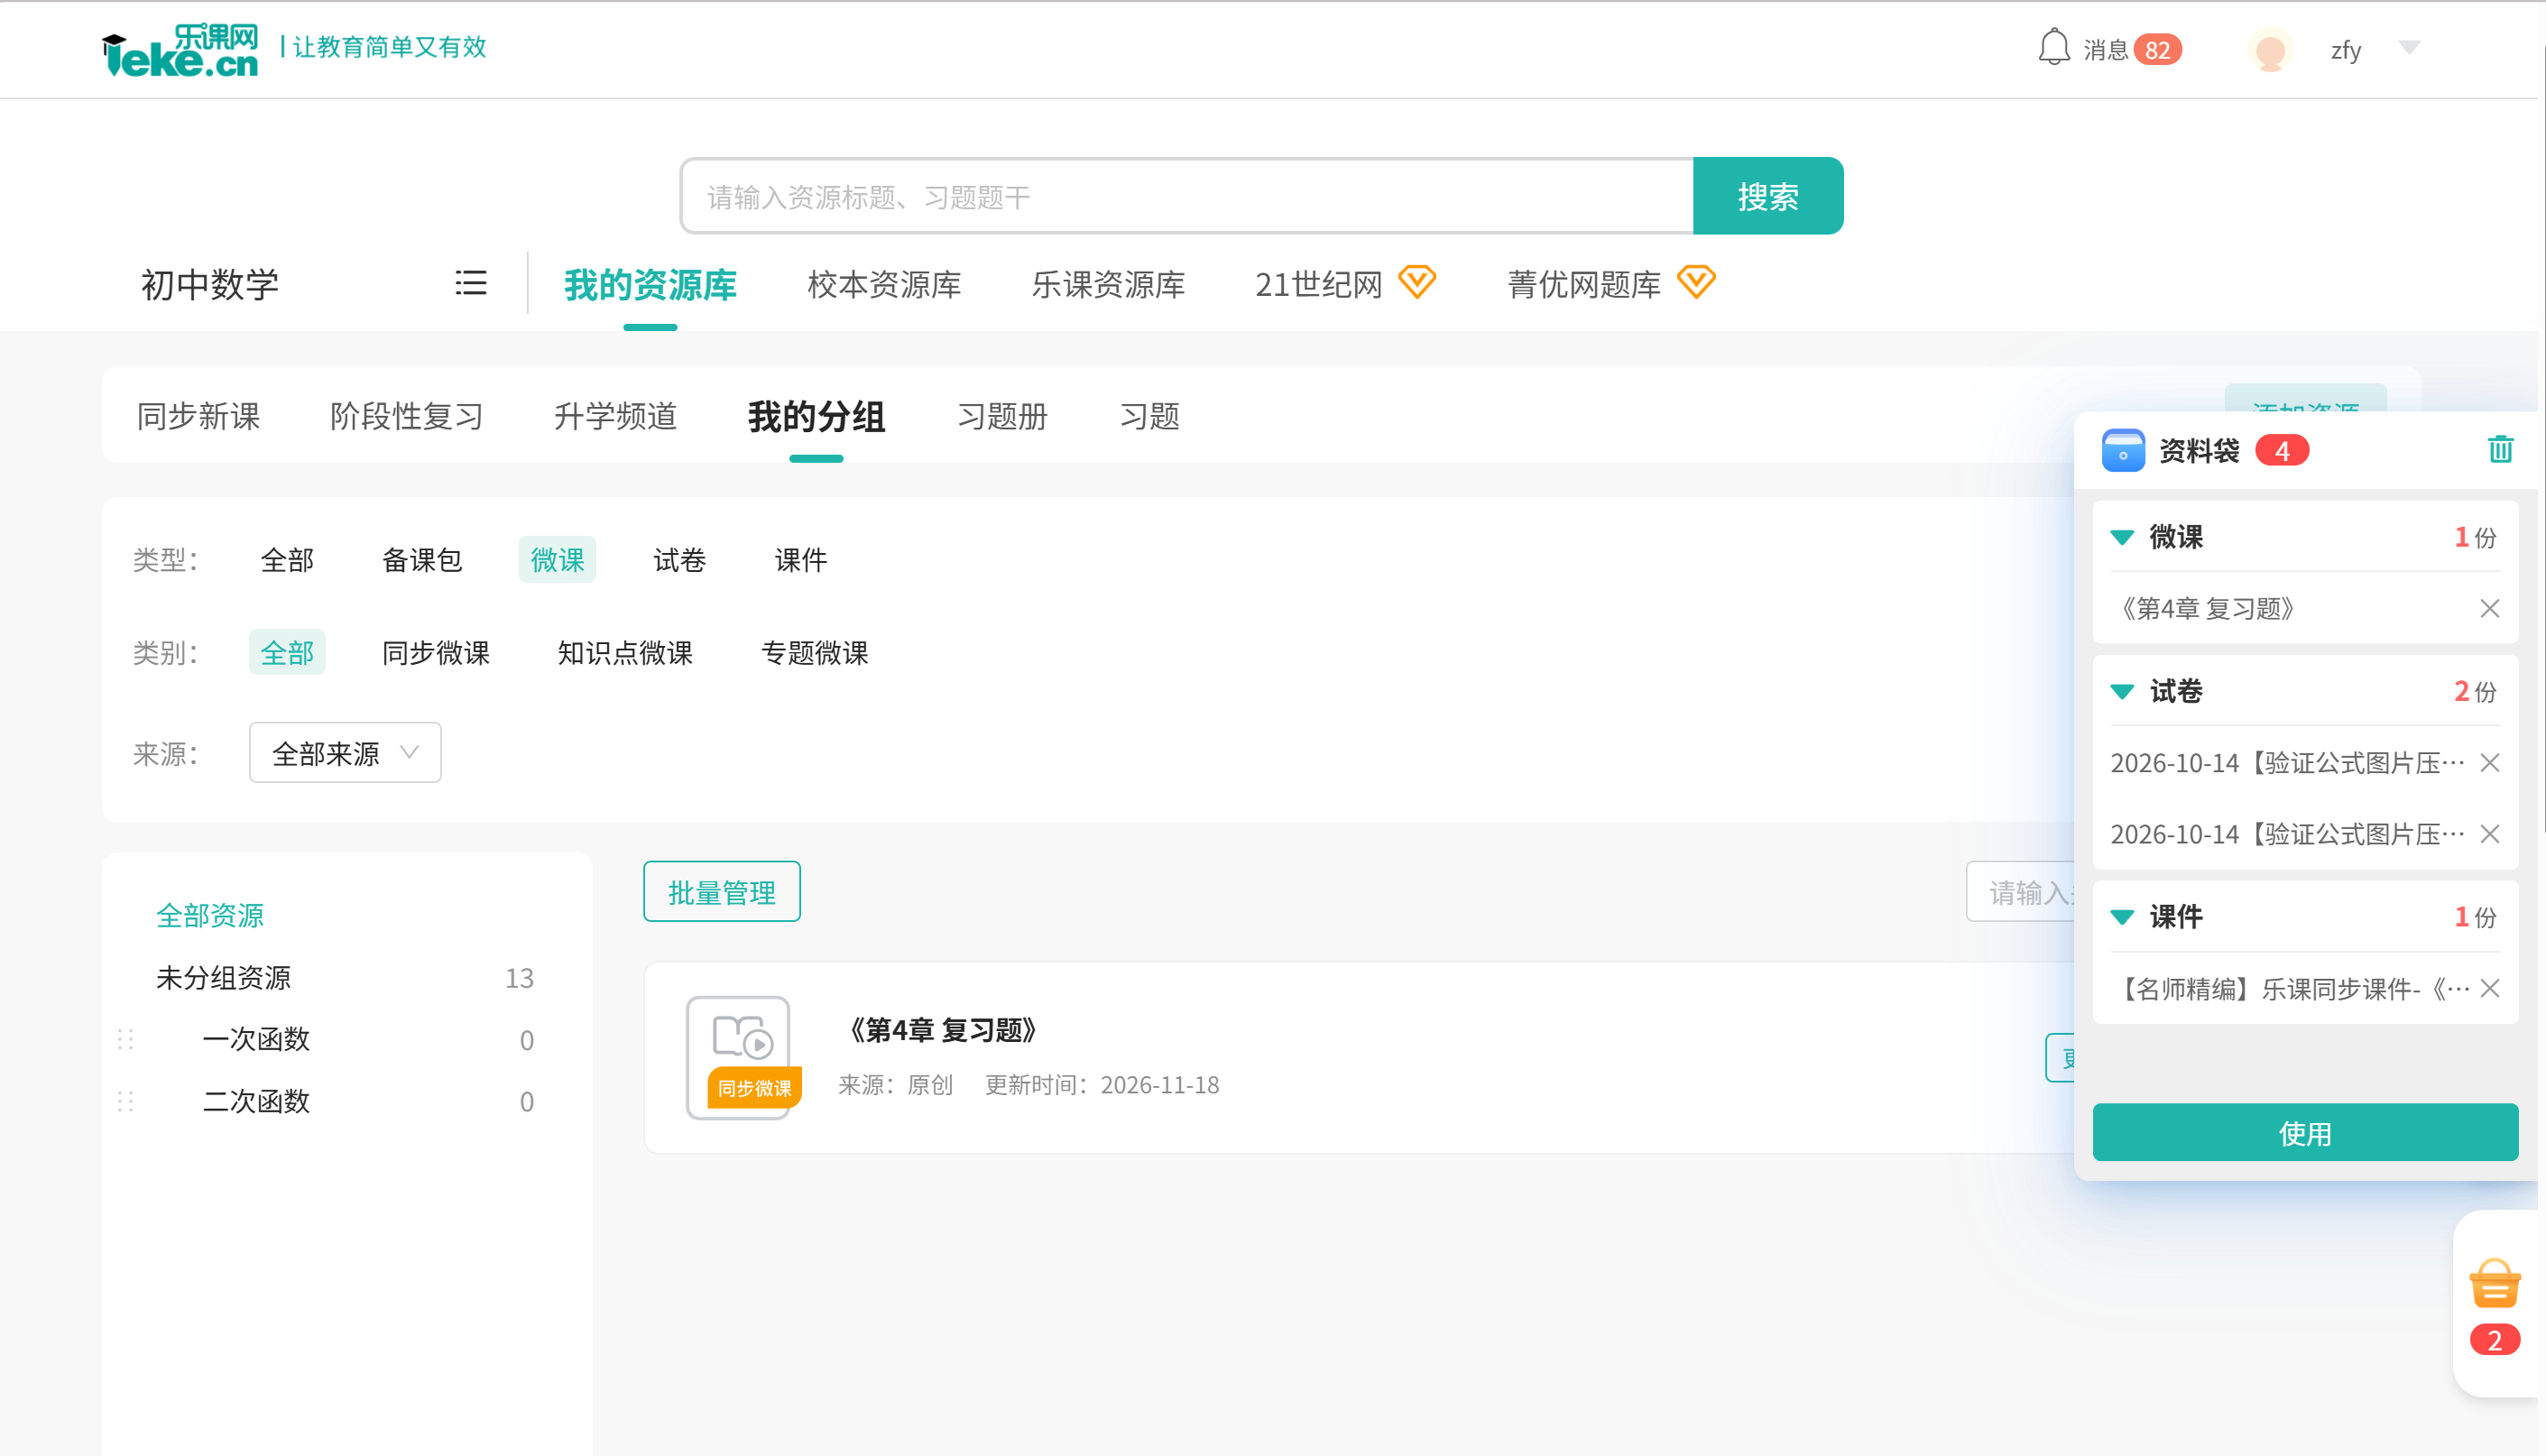 乐课网
leke.cn
让教育简单又有效
消息 82
zfy
请输入资源标题、习题题干
搜索
初中数学
我的资源库 校本资源库 乐课资源库 21世纪网 菁优网题库
同步新课 阶段性复习 升学频道 我的分组 习题册 习题
添加资源
类型： 全部 备课包 微课 试卷 课件
类别： 全部 同步微课 知识点微课 专题微课
来源： 全部来源
全部资源
未分组资源 13
一次函数 0
二次函数 0
批量管理
请输入
《第4章 复习题》
同步微课
来源：原创 更新时间：2026-11-18
资料袋 4
微课 1份
《第4章 复习题》
试卷 2份
2026-10-14【验证公式图片压…
2026-10-14【验证公式图片压…
课件 1份
【名师精编】乐课同步课件-《…
使用
2